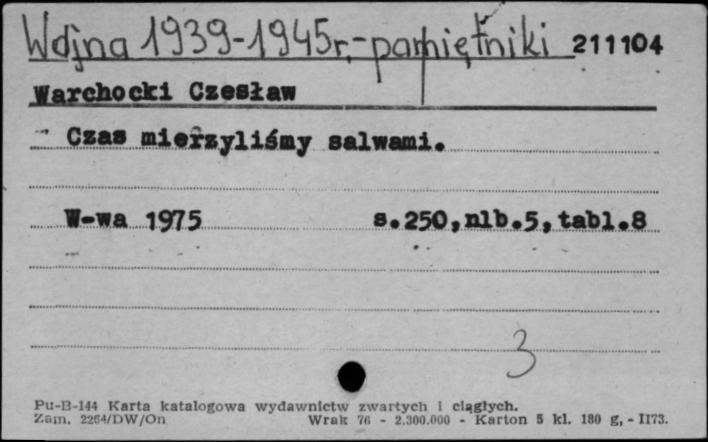 Wojna 1939-1945r.-pamiętniki 211104
Warchocki Czesław
Czas mierzyliśmy salwami.
W-wa 1975 s.250,nlb.5,tabl.8
3
Pu-B-144 Karta katalogowa wydawnictw zwartych i ciągłych.
Zam. 2264/DW/On Wrak 76 - 2.300.000 - Karton 5 kl. 180 g, - II73.